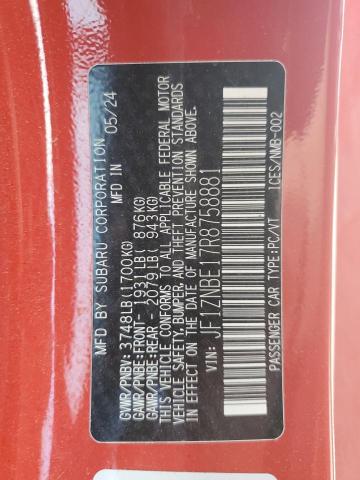 MFD BY SUBARU CORPORATION
MFD IN 05/24
GVWR/PNBV: 3748LB(1700KG)
GAWR/PNBE:FRONT- 1931LB( 876KG)
GAWR/PNBE:REAR - 2079LB( 943KG)
THIS VEHICLE CONFORMS TO ALL APPLICABLE FEDERAL MOTOR
VEHICLE SAFETY, BUMPER, AND THEFT PREVENTION STANDARDS
IN EFFECT ON THE DATE OF MANUFACTURE SHOWN ABOVE.
VIN: JF1ZNBE17R8758881
PASSENGER CAR TYPE:PC/VT ICES/NMB-002